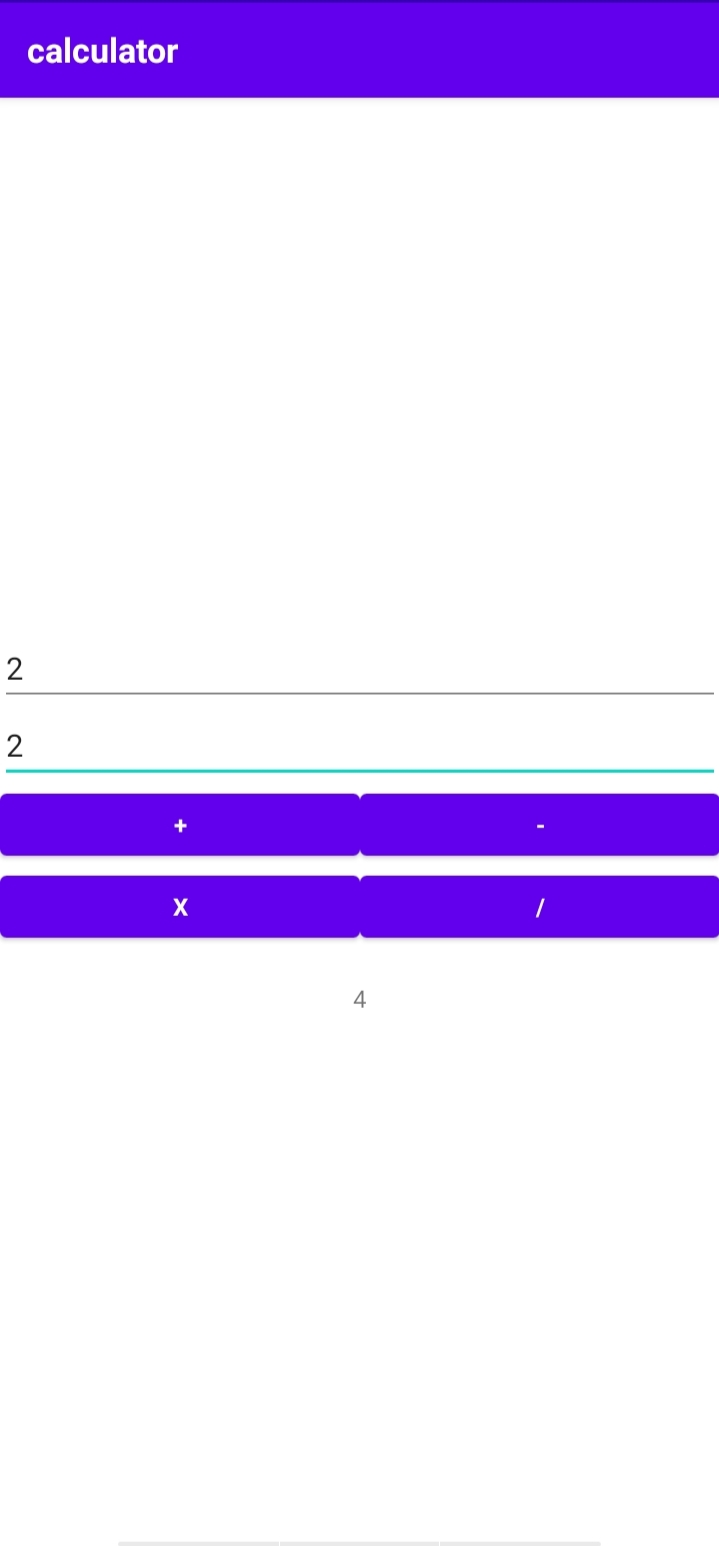 calculator
2
2
+ -
X /
4